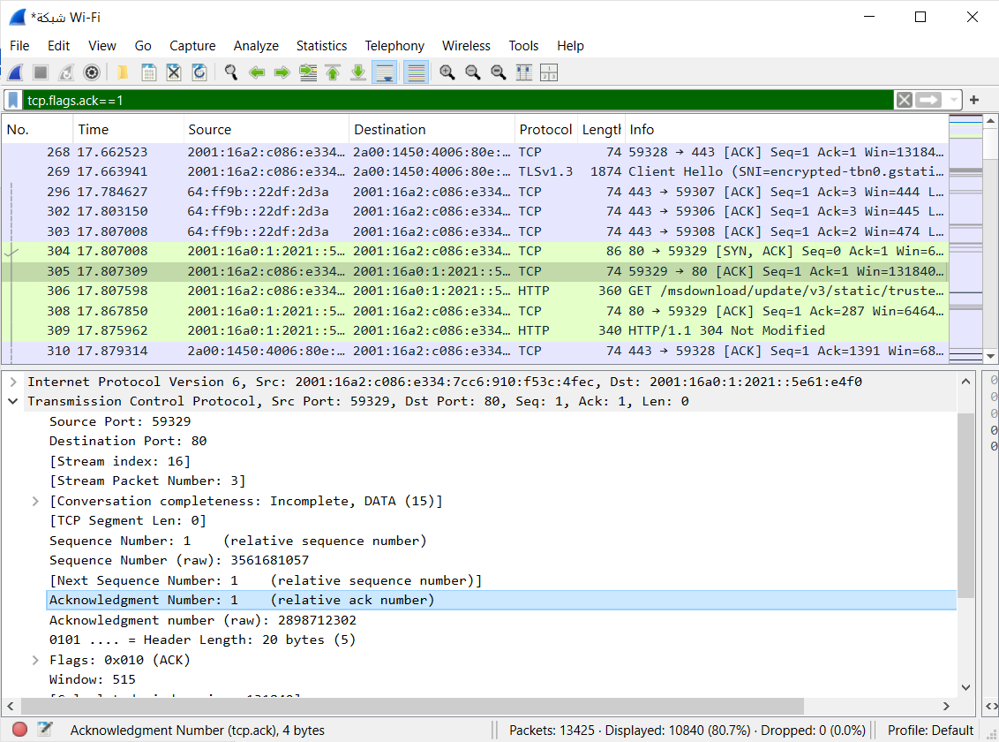 *شبكة Wi-Fi
File Edit View Go Capture Analyze Statistics Telephony Wireless Tools Help
tcp.flags.ack==1
No. Time Source Destination Protocol Length Info
268 17.662523 2001:16a2:c086:e334… 2a00:1450:4006:80e:… TCP 74 59328 → 443 [ACK] Seq=1 Ack=1 Win=13184…
269 17.663941 2001:16a2:c086:e334… 2a00:1450:4006:80e:… TLSv1.3 1874 Client Hello (SNI=encrypted-tbn0.gstati…
296 17.784627 64:ff9b::22df:2d3a 2001:16a2:c086:e334… TCP 74 443 → 59307 [ACK] Seq=1 Ack=3 Win=444 L…
302 17.803150 64:ff9b::22df:2d3a 2001:16a2:c086:e334… TCP 74 443 → 59306 [ACK] Seq=1 Ack=3 Win=445 L…
303 17.807008 64:ff9b::22df:2d3a 2001:16a2:c086:e334… TCP 74 443 → 59308 [ACK] Seq=1 Ack=2 Win=474 L…
304 17.807008 2001:16a0:1:2021::5… 2001:16a2:c086:e334… TCP 86 80 → 59329 [SYN, ACK] Seq=0 Ack=1 Win=6…
305 17.807309 2001:16a2:c086:e334… 2001:16a0:1:2021::5… TCP 74 59329 → 80 [ACK] Seq=1 Ack=1 Win=131840…
306 17.807598 2001:16a2:c086:e334… 2001:16a0:1:2021::5… HTTP 360 GET /msdownload/update/v3/static/truste…
308 17.867850 2001:16a0:1:2021::5… 2001:16a2:c086:e334… TCP 74 80 → 59329 [ACK] Seq=1 Ack=287 Win=6464…
309 17.875962 2001:16a0:1:2021::5… 2001:16a2:c086:e334… HTTP 340 HTTP/1.1 304 Not Modified
310 17.879314 2a00:1450:4006:80e:… 2001:16a2:c086:e334… TCP 74 443 → 59328 [ACK] Seq=1 Ack=1391 Win=68…
Internet Protocol Version 6, Src: 2001:16a2:c086:e334:7cc6:910:f53c:4fec, Dst: 2001:16a0:1:2021::5e61:e4f0
Transmission Control Protocol, Src Port: 59329, Dst Port: 80, Seq: 1, Ack: 1, Len: 0
Source Port: 59329
Destination Port: 80
[Stream index: 16]
[Stream Packet Number: 3]
[Conversation completeness: Incomplete, DATA (15)]
[TCP Segment Len: 0]
Sequence Number: 1 (relative sequence number)
Sequence Number (raw): 3561681057
[Next Sequence Number: 1 (relative sequence number)]
Acknowledgment Number: 1 (relative ack number)
Acknowledgment number (raw): 2898712302
0101 .... = Header Length: 20 bytes (5)
Flags: 0x010 (ACK)
Window: 515
0
0
0
0
0
Acknowledgment Number (tcp.ack), 4 bytes
Packets: 13425 · Displayed: 10840 (80.7%) · Dropped: 0 (0.0%)
Profile: Default